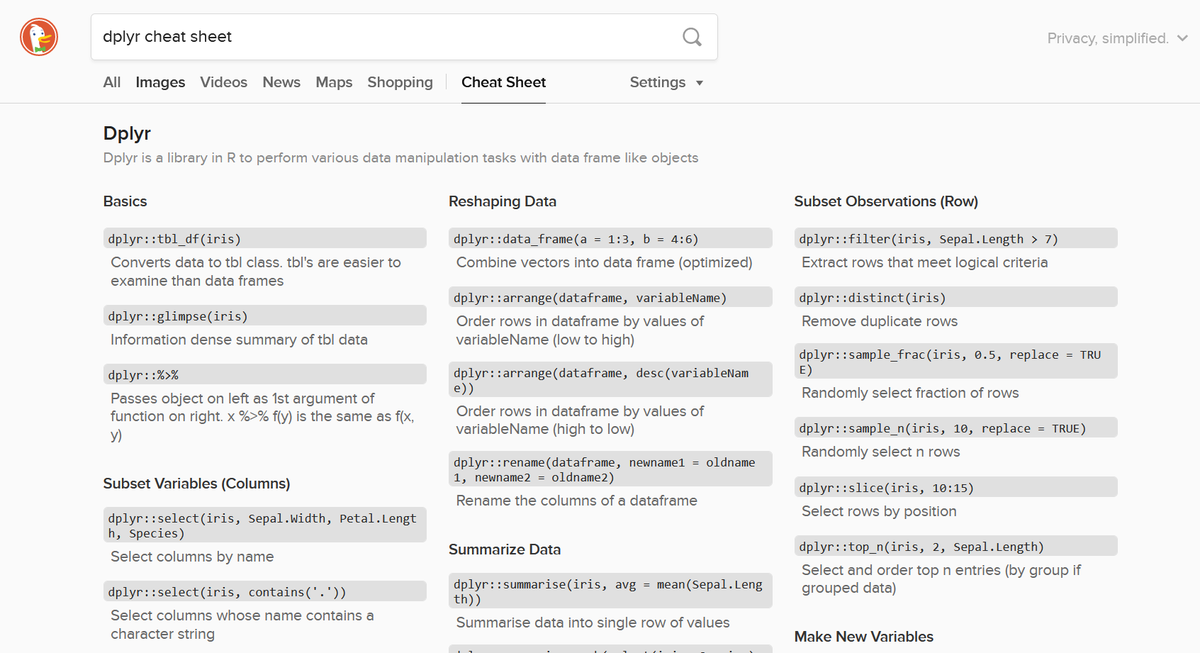 dplyr cheat sheet
Privacy, simplified.
All Images Videos News Maps Shopping Cheat Sheet Settings
Dplyr
Dplyr is a library in R to perform various data manipulation tasks with data frame like objects
Basics
dplyr::tbl_df(iris)
Converts data to tbl class. tbl's are easier to
examine than data frames
dplyr::glimpse(iris)
Information dense summary of tbl data
dplyr::%>%
Passes object on left as 1st argument of
function on right. x %>% f(y) is the same as f(x,
y)
Subset Variables (Columns)
dplyr::select(iris, Sepal.Width, Petal.Lengt
h, Species)
Select columns by name
dplyr::select(iris, contains('.'))
Select columns whose name contains a
character string
Reshaping Data
dplyr::data_frame(a = 1:3, b = 4:6)
Combine vectors into data frame (optimized)
dplyr::arrange(dataframe, variableName)
Order rows in dataframe by values of
variableName (low to high)
dplyr::arrange(dataframe, desc(variableNam
e))
Order rows in dataframe by values of
variableName (high to low)
dplyr::rename(dataframe, newname1 = oldname
1, newname2 = oldname2)
Rename the columns of a dataframe
Summarize Data
dplyr::summarise(iris, avg = mean(Sepal.Leng
th))
Summarise data into single row of values
Subset Observations (Row)
dplyr::filter(iris, Sepal.Length > 7)
Extract rows that meet logical criteria
dplyr::distinct(iris)
Remove duplicate rows
dplyr::sample_frac(iris, 0.5, replace = TRU
E)
Randomly select fraction of rows
dplyr::sample_n(iris, 10, replace = TRUE)
Randomly select n rows
dplyr::slice(iris, 10:15)
Select rows by position
dplyr::top_n(iris, 2, Sepal.Length)
Select and order top n entries (by group if
grouped data)
Make New Variables